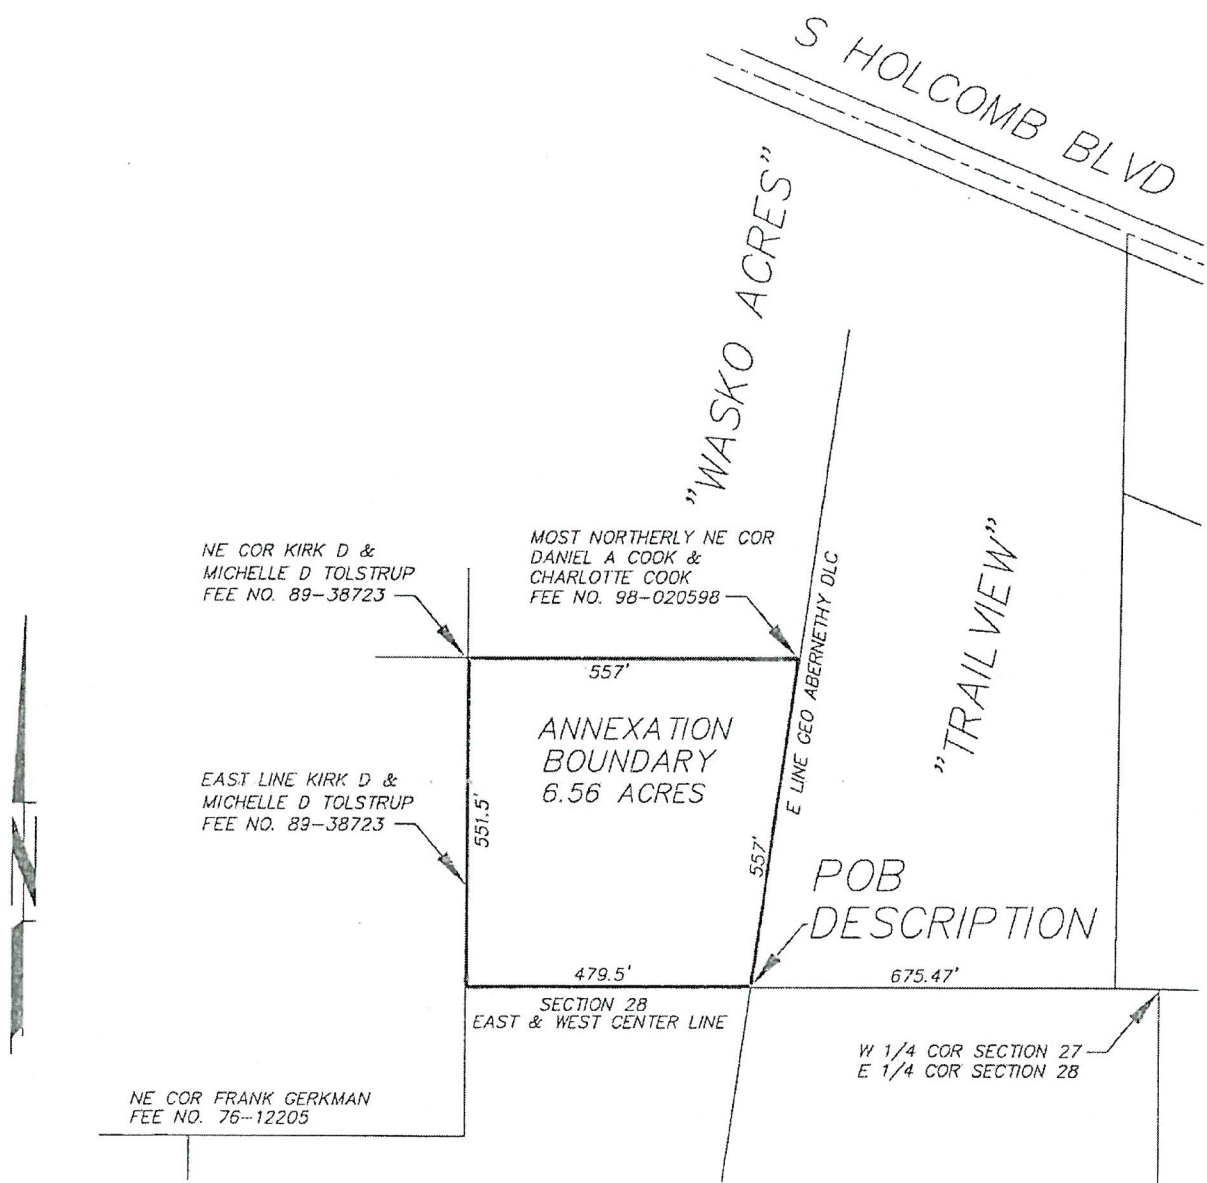 S HOLCOMB BLVD
"WASKO ACRES"
NE COR KIRK D &
MICHELLE D TOLSTRUP
FEE NO. 89-38723
MOST NORTHERLY NE COR
DANIEL A COOK &
CHARLOTTE COOK
FEE NO. 98-020598
E LINE GEO ABERNETHY DLC
"TRAILVIEW"
557'
ANNEXATION
BOUNDARY
6.56 ACRES
EAST LINE KIRK D &
MICHELLE D TOLSTRUP
FEE NO. 89-38723
551.5'
557'
N
POB
DESCRIPTION
479.5'
675.47'
SECTION 28
EAST & WEST CENTER LINE
W 1/4 COR SECTION 27
E 1/4 COR SECTION 28
NE COR FRANK GERKMAN
FEE NO. 76-12205